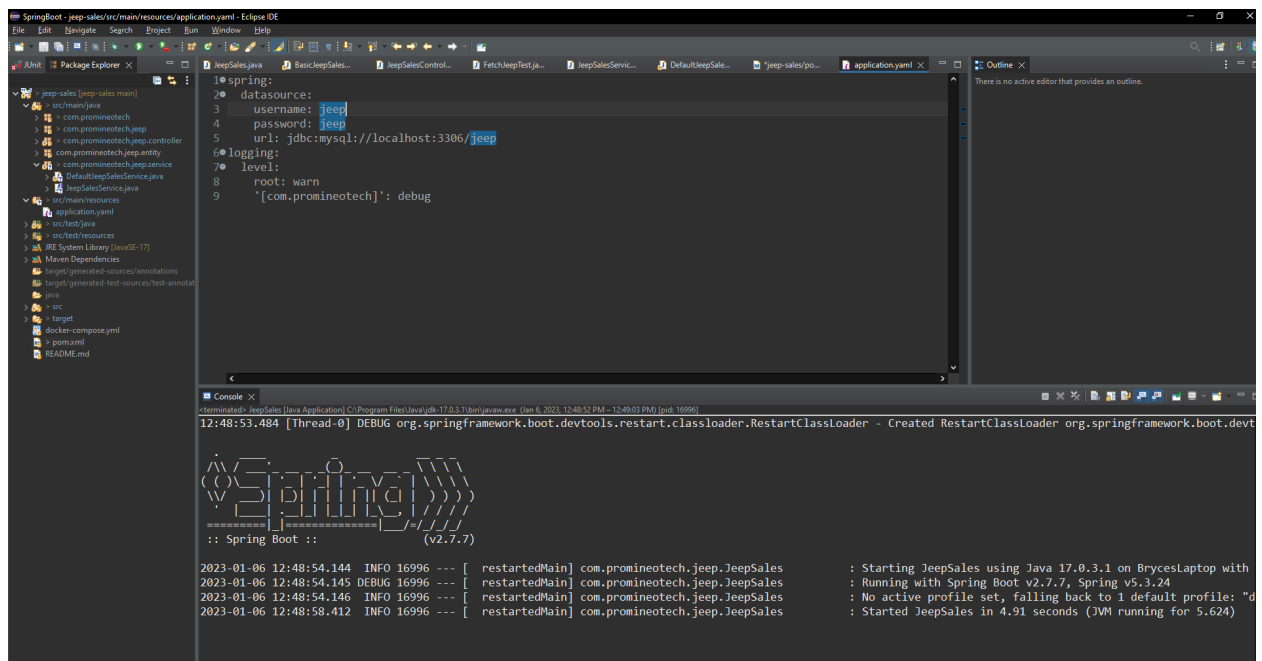 SpringBoot - jeep-sales/src/main/resources/application.yaml - Eclipse IDE
File Edit Navigate Search Project Run Window Help
JUnit Package Explorer
JeepSales.java BasicJeepSales... JeepSalesControl... FetchJeepTest.ja... JeepSalesServic... DefaultJeepSale... *jeep-sales/po... application.yaml Outline
There is no active editor that provides an outline.
> jeep-sales [jeep-sales main]
> src/main/java
> com.promineotech
> com.promineotech.jeep
> com.promineotech.jeep.controller
com.promineotech.jeep.entity
> com.promineotech.jeep.service
> DefaultJeepSalesService.java
> JeepSalesService.java
> src/main/resources
application.yaml
> src/test/java
> src/test/resources
JRE System Library [JavaSE-17]
Maven Dependencies
target/generated-sources/annotations
target/generated-test-sources/test-annotat
java
> src
> target
docker-compose.yml
> pom.xml
README.md
1 spring:
2 datasource:
3 username: jeep
4 password: jeep
5 url: jdbc:mysql://localhost:3306/jeep
6 logging:
7 level:
8 root: warn
9 '[com.promineotech]': debug
Console
<terminated> JeepSales [Java Application] C:\Program Files\Java\jdk-17.0.3.1\bin\javaw.exe (Jan 6, 2023, 12:48:52 PM – 12:49:03 PM) [pid: 16996]
12:48:53.484 [Thread-0] DEBUG org.springframework.boot.devtools.restart.classloader.RestartClassLoader - Created RestartClassLoader org.springframework.boot.devt
Spring
:: Spring Boot :: (v2.7.7)
2023-01-06 12:48:54.144 INFO 16996 --- [ restartedMain] com.promineotech.jeep.JeepSales : Starting JeepSales using Java 17.0.3.1 on BrycesLaptop with
2023-01-06 12:48:54.145 DEBUG 16996 --- [ restartedMain] com.promineotech.jeep.JeepSales : Running with Spring Boot v2.7.7, Spring v5.3.24
2023-01-06 12:48:54.146 INFO 16996 --- [ restartedMain] com.promineotech.jeep.JeepSales : No active profile set, falling back to 1 default profile: "d
2023-01-06 12:48:58.412 INFO 16996 --- [ restartedMain] com.promineotech.jeep.JeepSales : Started JeepSales in 4.91 seconds (JVM running for 5.624)